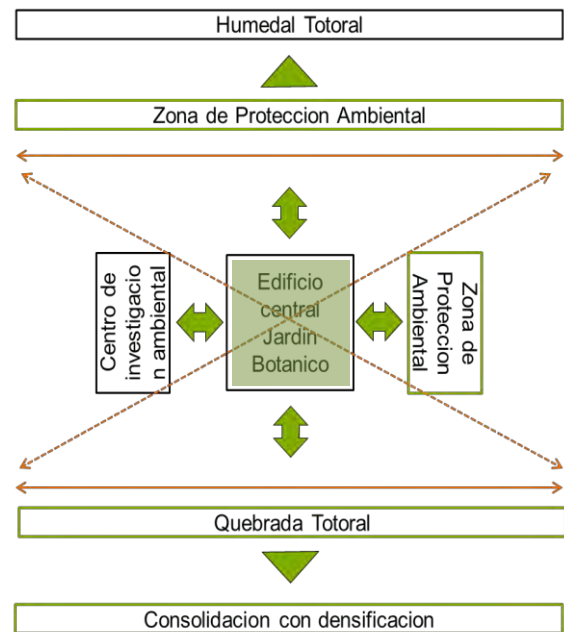 Humedal Totoral
Zona de Proteccion Ambiental
Centro de
investigacio
n ambiental
Edificio
central
Jardin
Botanico
Zona de
Proteccion
Ambiental
Quebrada Totoral
Consolidacion con densificacion